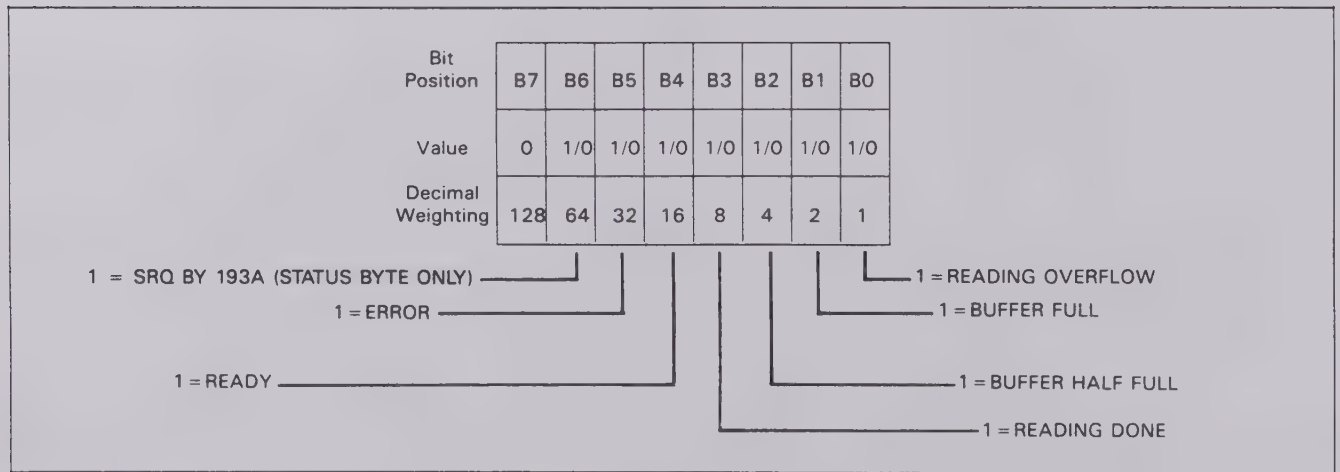 Bit
Position B7 B6 B5 B4 B3 B2 B1 B0
Value 0 1/0 1/0 1/0 1/0 1/0 1/0 1/0
Decimal
Weighting 128 64 32 16 8 4 2 1
1 = SRQ BY 193A (STATUS BYTE ONLY)
1 = READING OVERFLOW
1 = ERROR
1 = BUFFER FULL
1 = READY
1 = BUFFER HALF FULL
1 = READING DONE